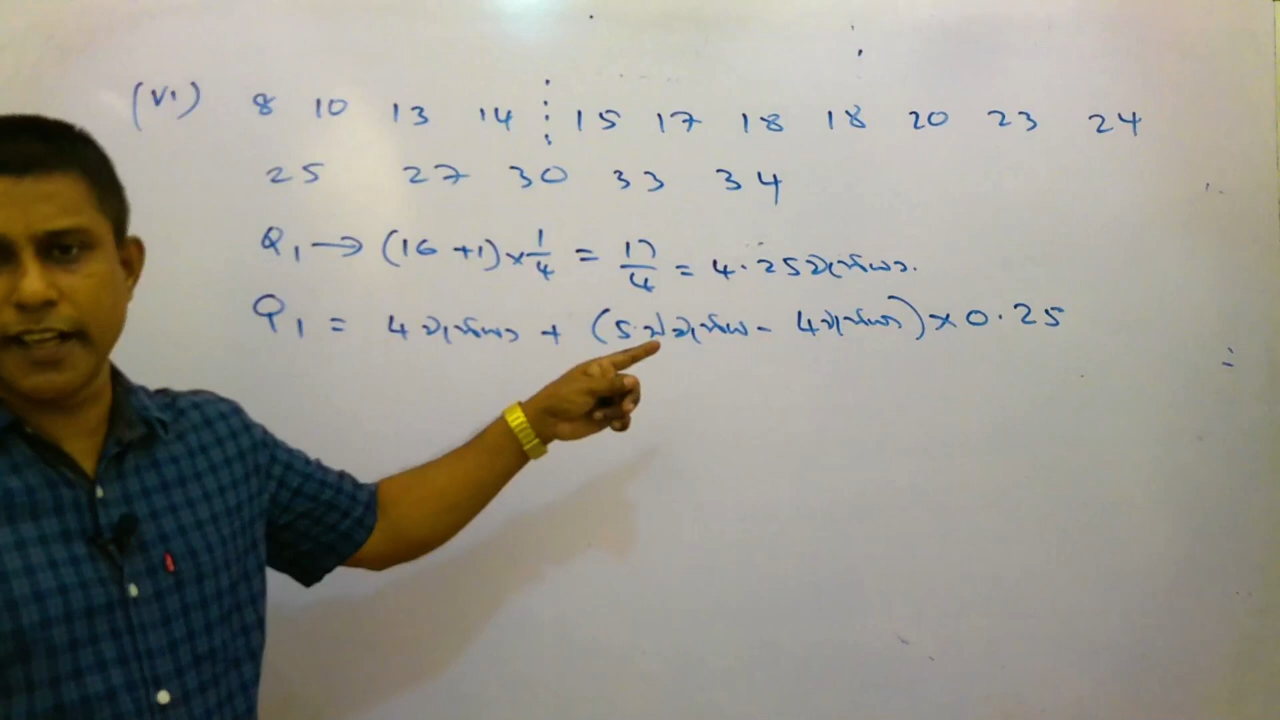 (vi) 8 10 13 14 ⋮ 15 17 18 18 20 23 24
25 27 30 33 34
Q₁ → (16 +1) × 1/4 = 17/4 = 4.25 වැන්නා.
Q₁ = 4 වැන්නා + (5 වැන්නා - 4 වැන්නා) × 0.25